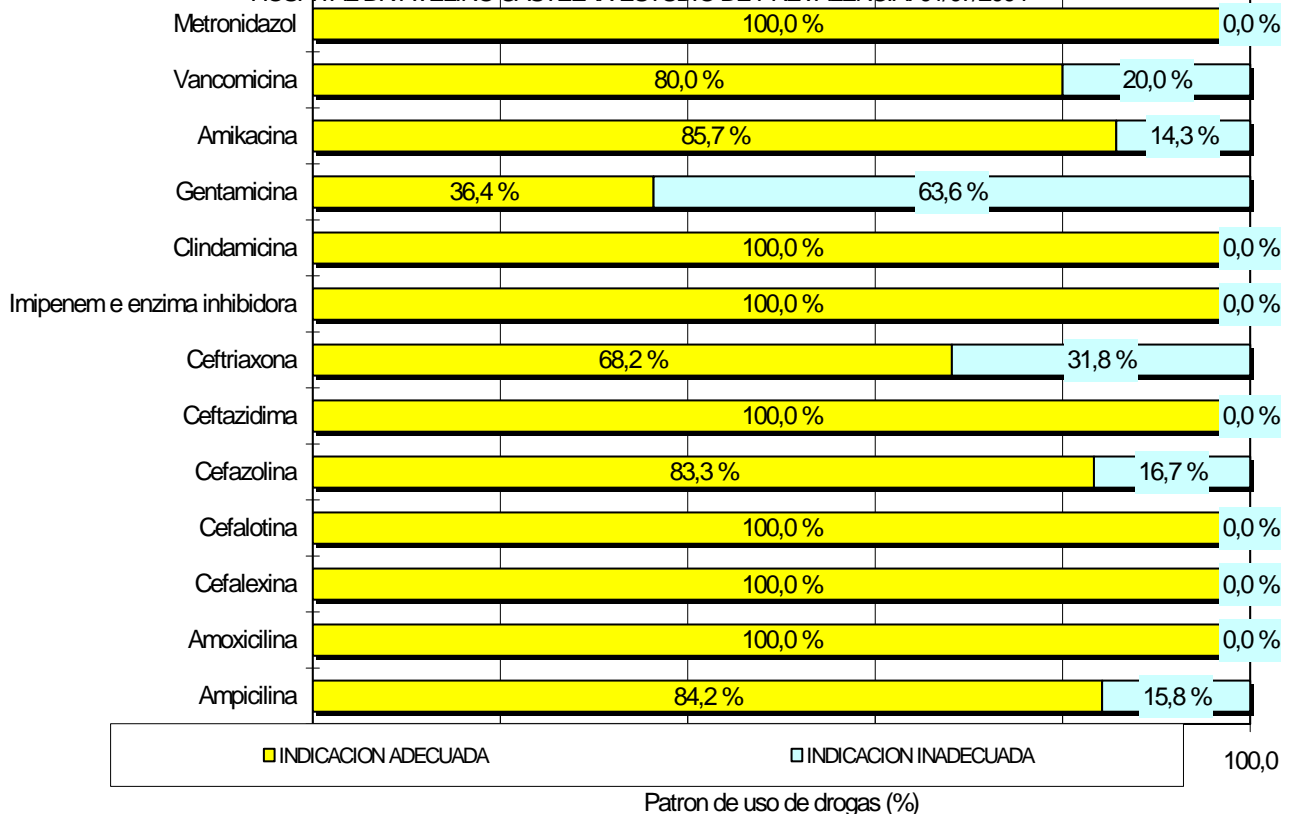 Metronidazol 100,0 % 0,0 %
Vancomicina 80,0 % 20,0 %
Amikacina 85,7 % 14,3 %
Gentamicina 36,4 % 63,6 %
Clindamicina 100,0 % 0,0 %
Imipenem e enzima inhibidora 100,0 % 0,0 %
Ceftriaxona 68,2 % 31,8 %
Ceftazidima 100,0 % 0,0 %
Cefazolina 83,3 % 16,7 %
Cefalotina 100,0 % 0,0 %
Cefalexina 100,0 % 0,0 %
Amoxicilina 100,0 % 0,0 %
Ampicilina 84,2 % 15,8 %
INDICACION ADECUADA INDICACION INADECUADA 100,0
Patron de uso de drogas (%)